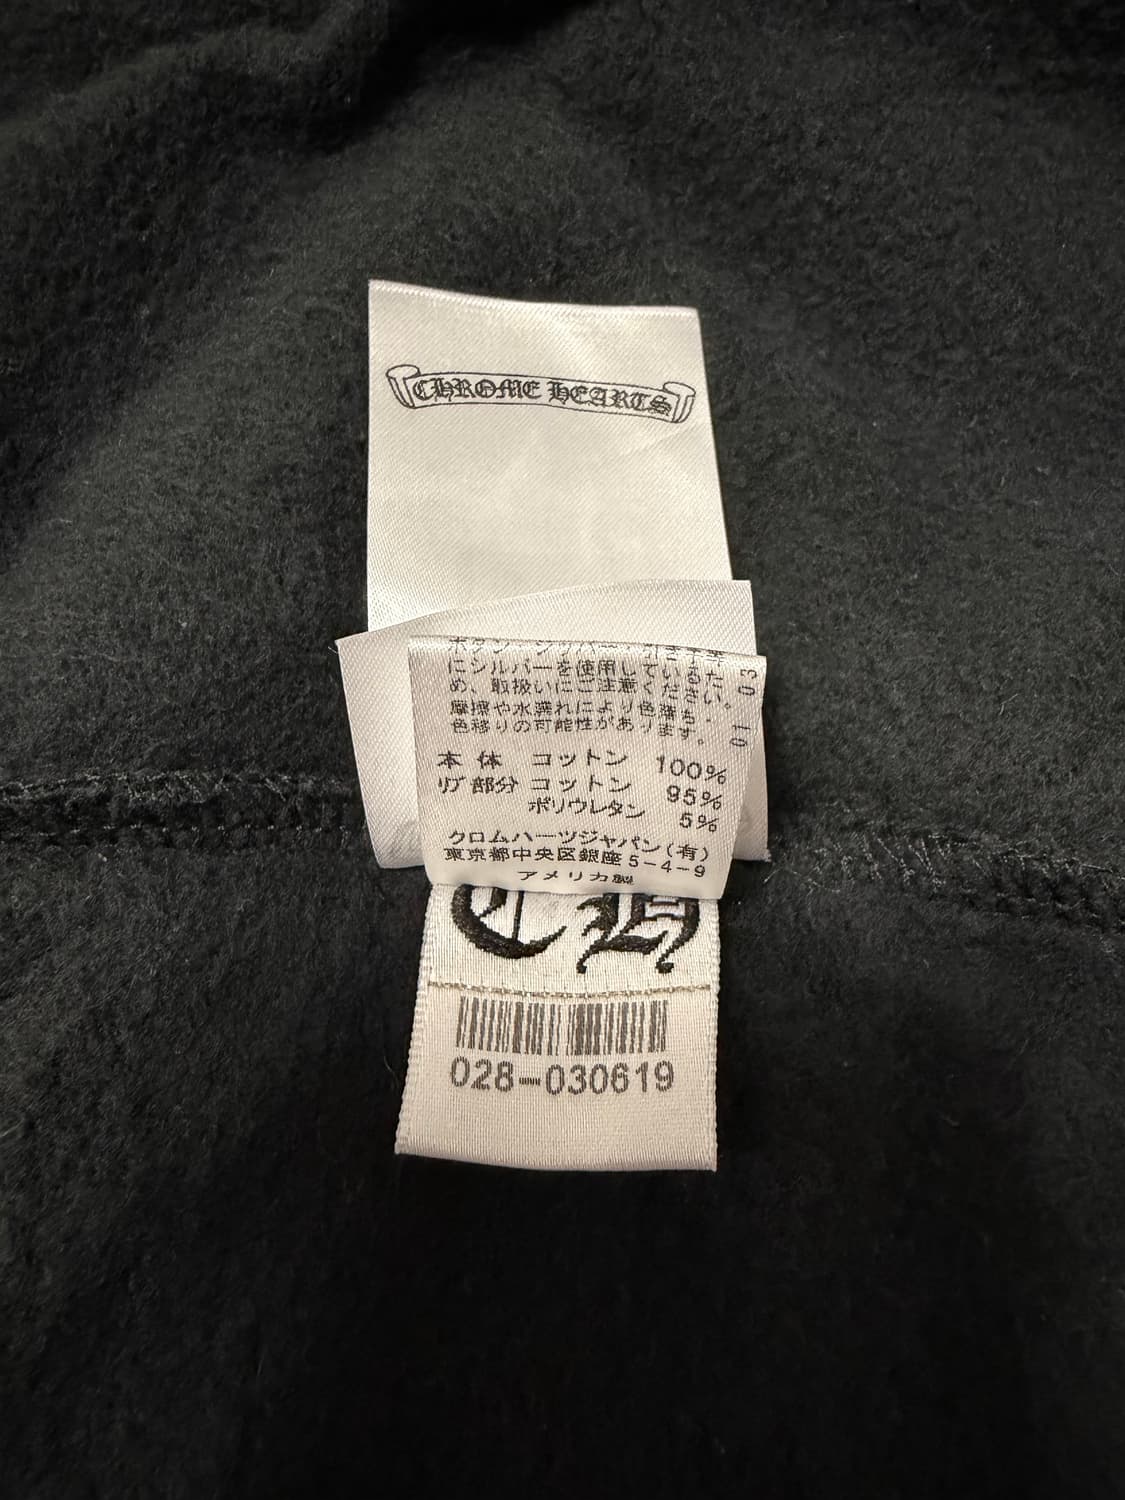 CHROME HEARTS
にシルバーを使用しているた
め、取扱いにご注意ください。
摩擦や水濡れにより色落ち・
色移りの可能性があります。
01 03
本体 コットン 100%
リブ部分 コットン 95%
ポリウレタン 5%
クロムハーツジャパン(有)
東京都中央区銀座5-4-9
アメリカ製
CH
028-030619